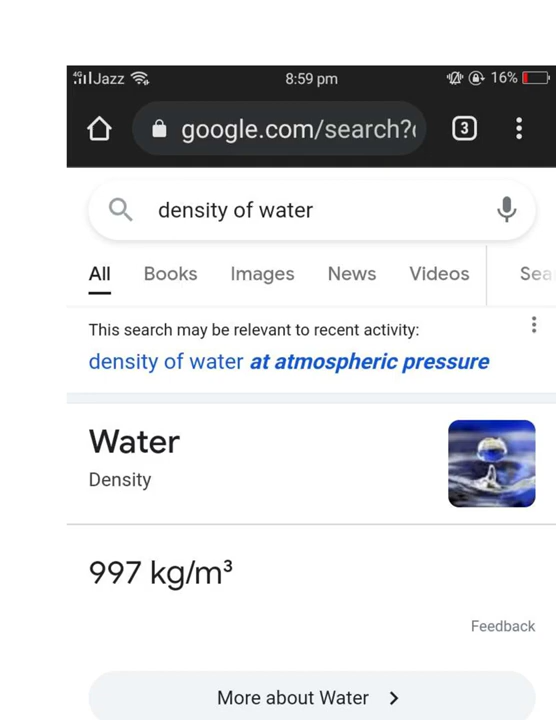 4G Jazz 8:59 pm 16%
google.com/search?
3
density of water
All Books Images News Videos Sea
This search may be relevant to recent activity:
density of water at atmospheric pressure
Water
Density
997 kg/m³
Feedback
More about Water >